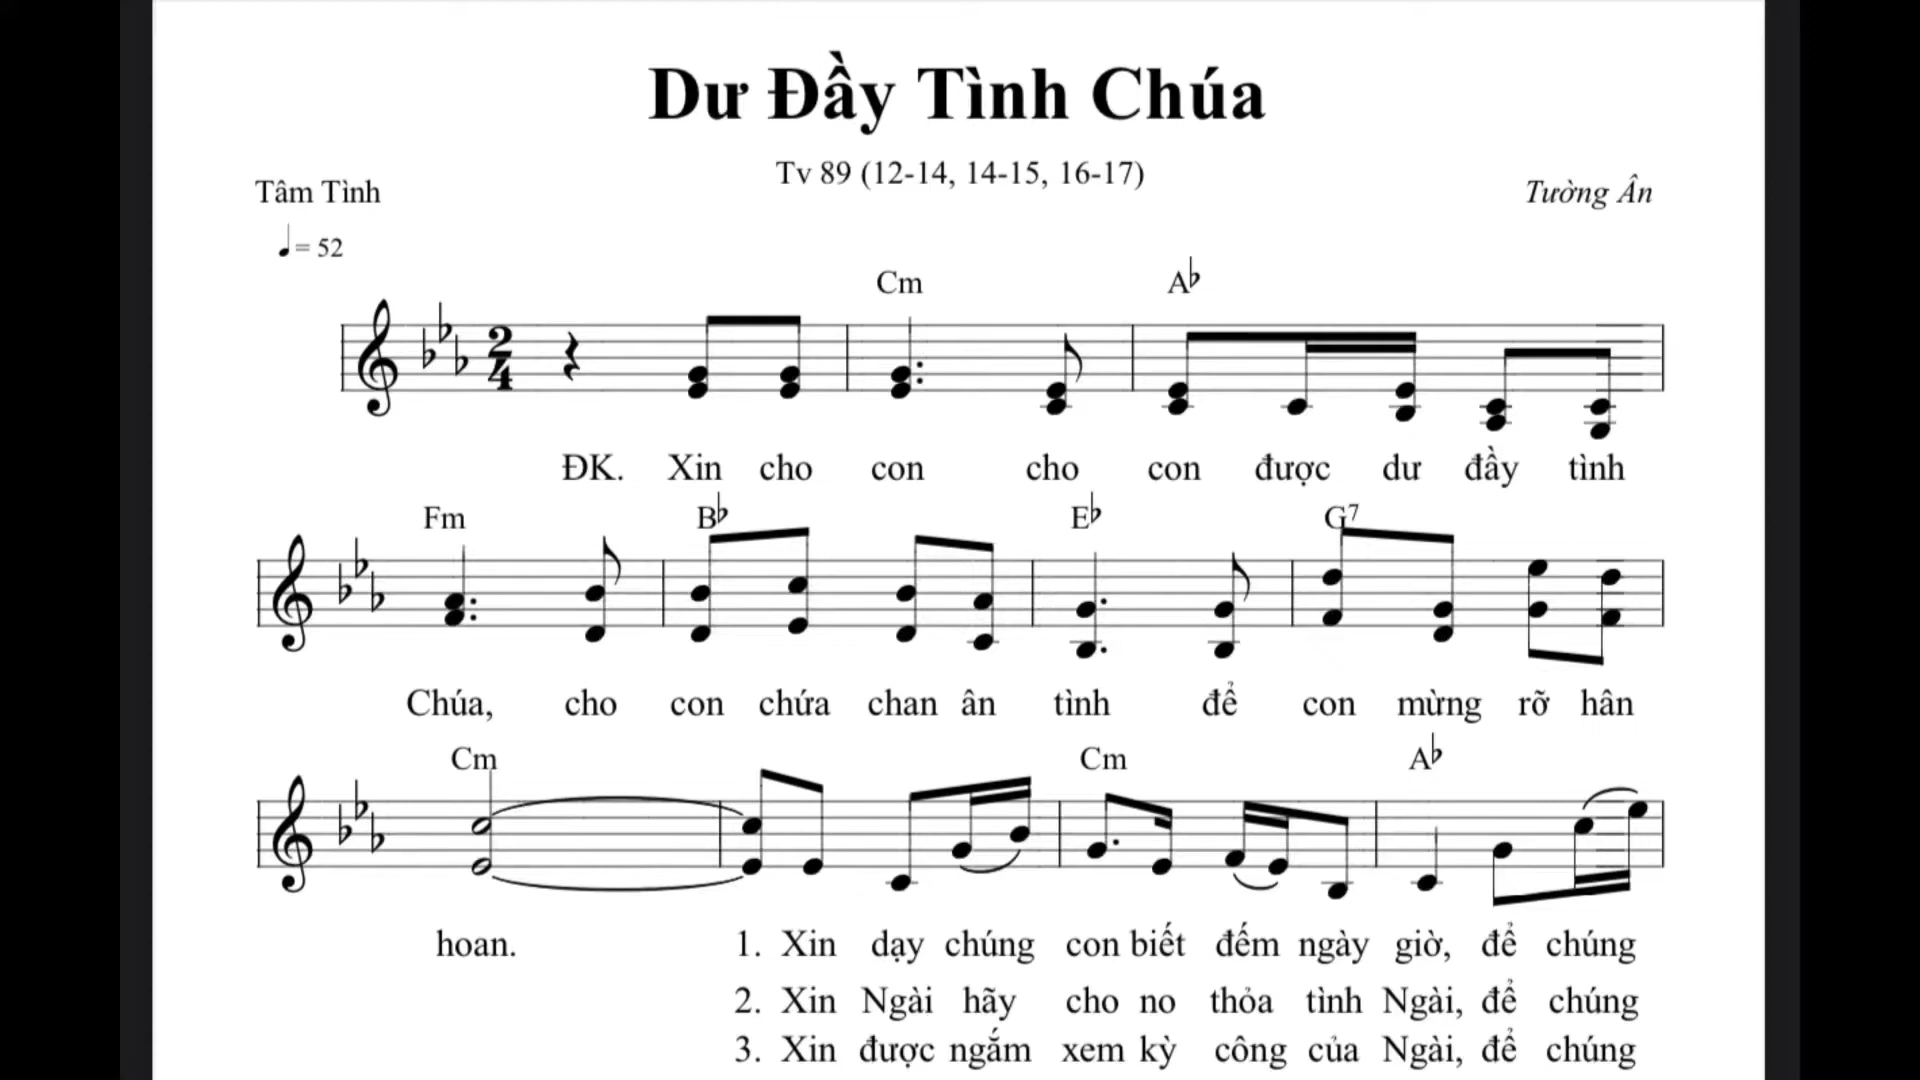 Dư Đầy Tình Chúa
Tv 89 (12-14, 14-15, 16-17)
Tâm Tình
Tường Ân
♩= 52
Cm A♭
2
4
ĐK. Xin cho con cho con được dư đầy tình
Fm B♭ E♭ G7
Chúa, cho con chứa chan ân tình để con mừng rỡ hân
Cm Cm A♭
hoan. 1. Xin dạy chúng con biết đếm ngày giờ, để chúng
2. Xin Ngài hãy cho no thỏa tình Ngài, để chúng
3. Xin được ngắm xem kỳ công của Ngài, để chúng